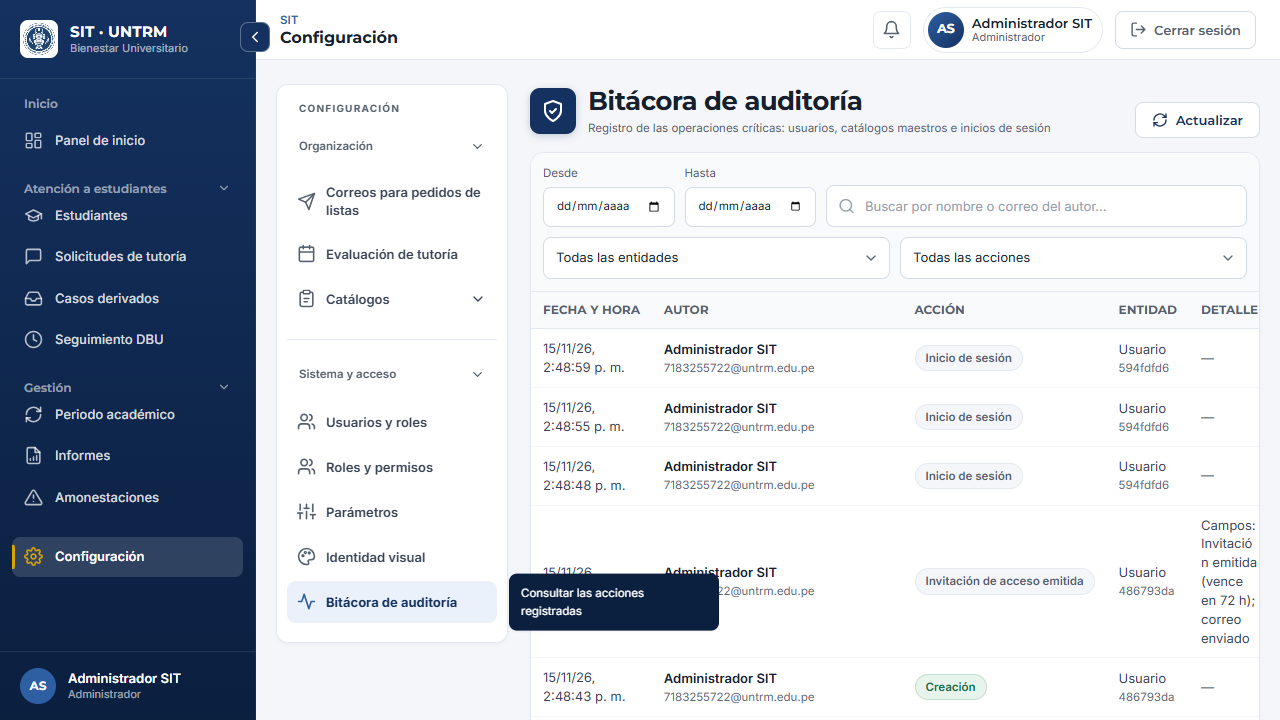 SIT · UNTRM
Bienestar Universitario
Inicio
Panel de inicio
Atención a estudiantes
Estudiantes
Solicitudes de tutoría
Casos derivados
Seguimiento DBU
Gestión
Periodo académico
Informes
Amonestaciones
Configuración
AS
Administrador SIT
Administrador
SIT
Configuración
AS
Administrador SIT
Administrador
Cerrar sesión
CONFIGURACIÓN
Organización
Correos para pedidos de
listas
Evaluación de tutoría
Catálogos
Sistema y acceso
Usuarios y roles
Roles y permisos
Parámetros
Identidad visual
Bitácora de auditoría
Consultar las acciones
registradas
Bitácora de auditoría
Registro de las operaciones críticas: usuarios, catálogos maestros e inicios de sesión
Actualizar
Desde
Hasta
dd/mm/aaaa
dd/mm/aaaa
Buscar por nombre o correo del autor...
Todas las entidades
Todas las acciones
FECHA Y HORA AUTOR ACCIÓN ENTIDAD DETALLE
15/11/26,
2:48:59 p. m.
Administrador SIT
7183255722@untrm.edu.pe
Inicio de sesión
Usuario
594fdfd6
—
15/11/26,
2:48:55 p. m.
Administrador SIT
7183255722@untrm.edu.pe
Inicio de sesión
Usuario
594fdfd6
—
15/11/26,
2:48:48 p. m.
Administrador SIT
7183255722@untrm.edu.pe
Inicio de sesión
Usuario
594fdfd6
—
15/11/26,
Administrador SIT
22@untrm.edu.pe
Invitación de acceso emitida
Usuario
486793da
Campos:
Invitació
n emitida
(vence
en 72 h);
correo
enviado
15/11/26,
2:48:43 p. m.
Administrador SIT
7183255722@untrm.edu.pe
Creación
Usuario
486793da
—